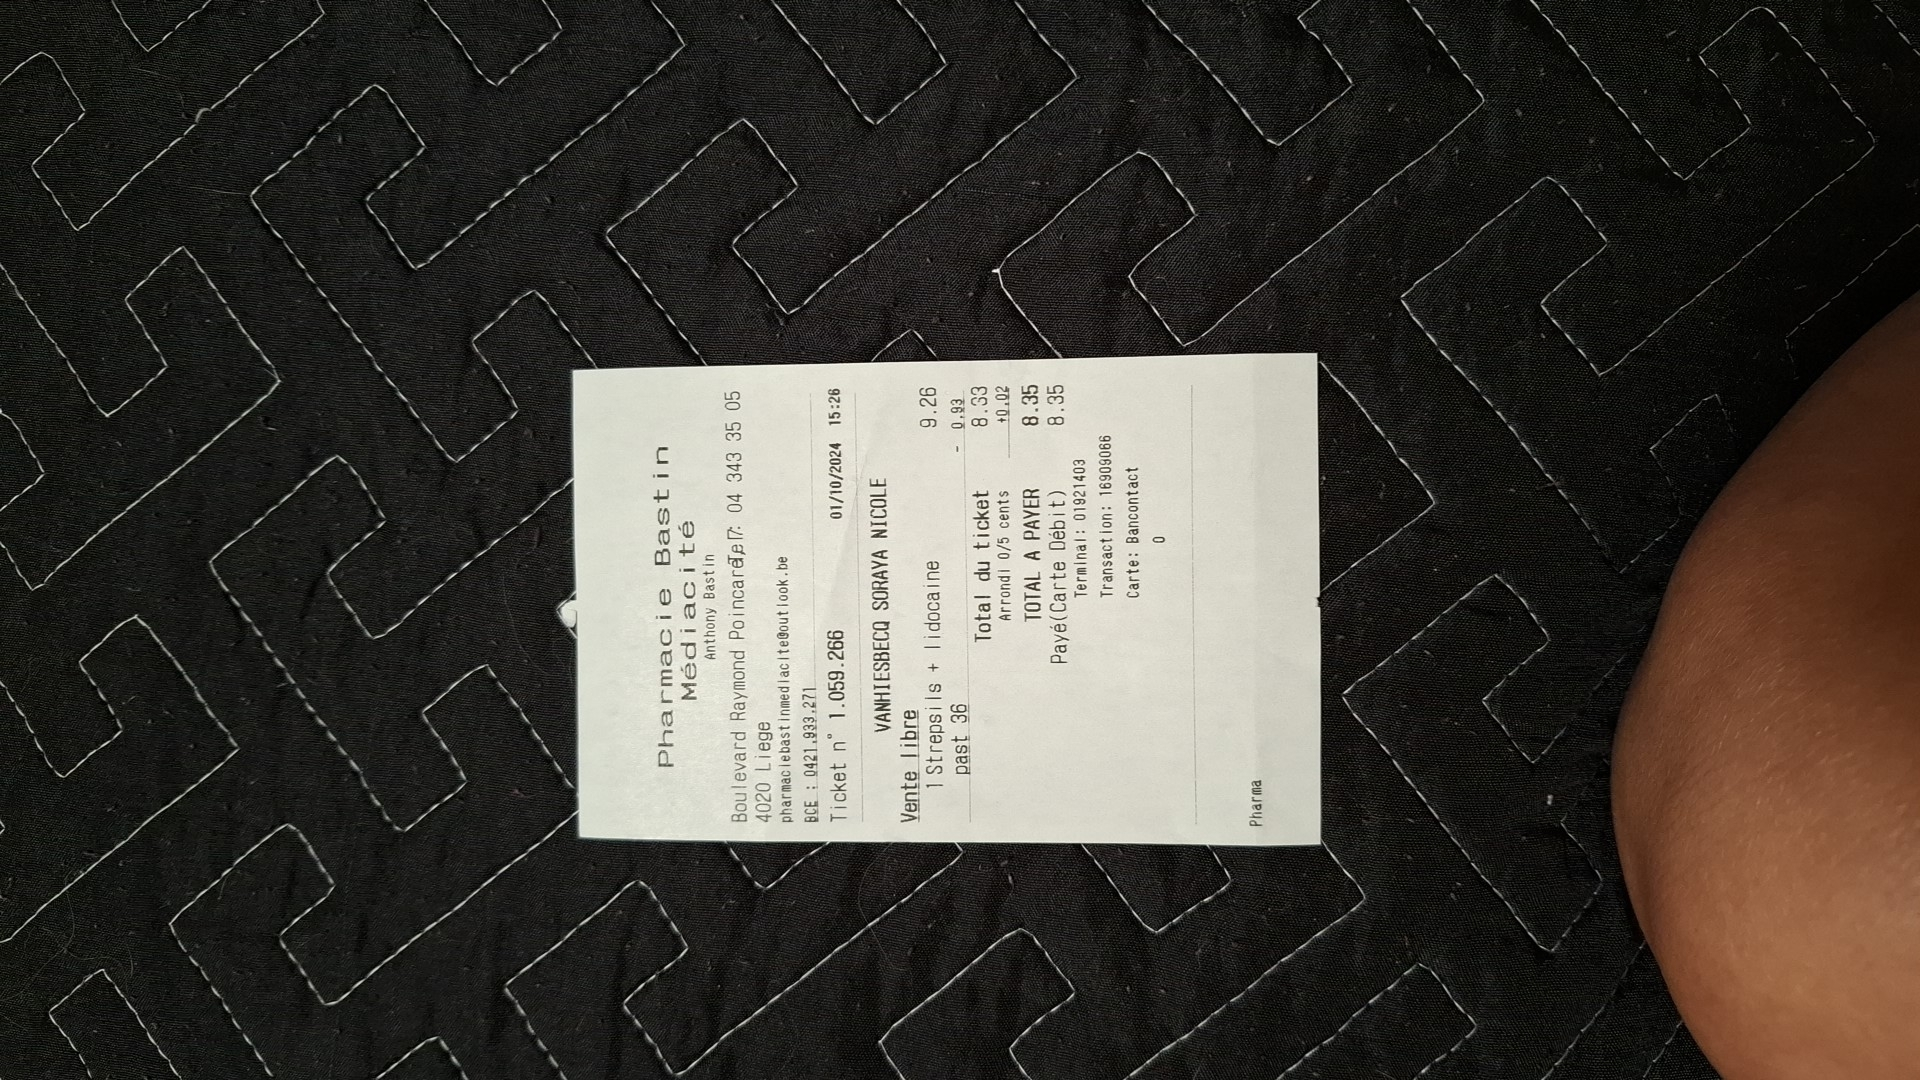 Pharmacie Bastin
Médiacité
Anthony Bastin
Boulevard Raymond Poincaré, 7 Tel : 04 343 35 05
4020 Liege
pharmaciebastinmediacite@outlook.be
BCE : 0421.933.271
Ticket n° 1.059.266 01/10/2024 15:26
VANHIESBECQ SORAYA NICOLE
Vente libre
1 Strepsils + lidocaine 9.26
past 36 - 0.93
Total du ticket 8.33
Arrondi 0/5 cents +0.02
TOTAL A PAYER 8.35
Payé(Carte Débit) 8.35
Terminal: 01921403
Transaction: 16909066
Carte: Bancontact
0
Pharma